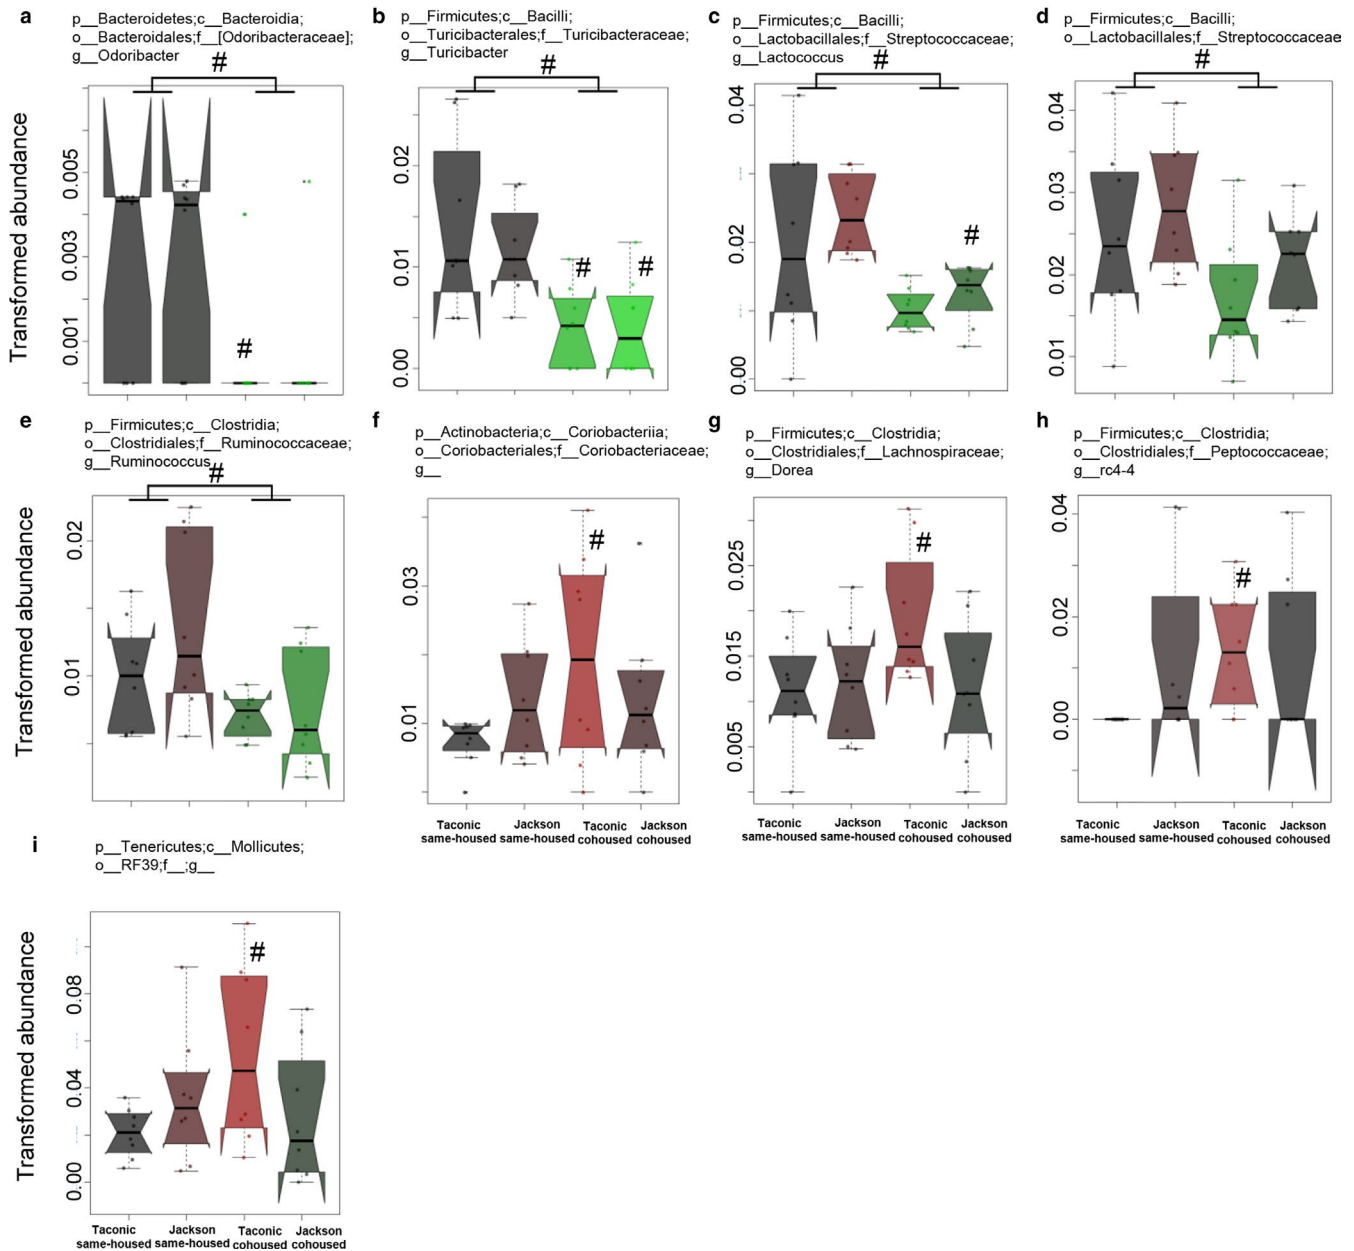 a
p__Bacteroidetes;c__Bacteroidia;
o__Bacteroidales;f__[Odoribacteraceae];
g__Odoribacter
#
Transformed abundance
0.005
0.003
0.001
#
b
p__Firmicutes;c__Bacilli;
o__Turicibacterales;f__Turicibacteraceae;
g__Turicibacter
#
0.02
0.01
0.00
#
#
c
p__Firmicutes;c__Bacilli;
o__Lactobacillales;f__Streptococcaceae;
g__Lactococcus
#
0.04
0.02
0.00
#
d
p__Firmicutes;c__Bacilli;
o__Lactobacillales;f__Streptococcaceae
#
0.04
0.03
0.02
0.01
e
p__Firmicutes;c__Clostridia;
o__Clostridiales;f__Ruminococcaceae;
g__Ruminococcus
#
Transformed abundance
0.02
0.01
f
p__Actinobacteria;c__Coriobacteriia;
o__Coriobacteriales;f__Coriobacteriaceae;
g__
0.03
0.01
#
Taconic same-housed
Jackson same-housed
Taconic cohoused
Jackson cohoused
g
p__Firmicutes;c__Clostridia;
o__Clostridiales;f__Lachnospiraceae;
g__Dorea
0.025
0.015
0.005
#
Taconic same-housed
Jackson same-housed
Taconic cohoused
Jackson cohoused
h
p__Firmicutes;c__Clostridia;
o__Clostridiales;f__Peptococcaceae;
g__rc4-4
0.04
0.02
0.00
#
Taconic same-housed
Jackson same-housed
Taconic cohoused
Jackson cohoused
i
p__Tenericutes;c__Mollicutes;
o__RF39;f__;g__
Transformed abundance
0.08
0.04
0.00
#
Taconic same-housed
Jackson same-housed
Taconic cohoused
Jackson cohoused